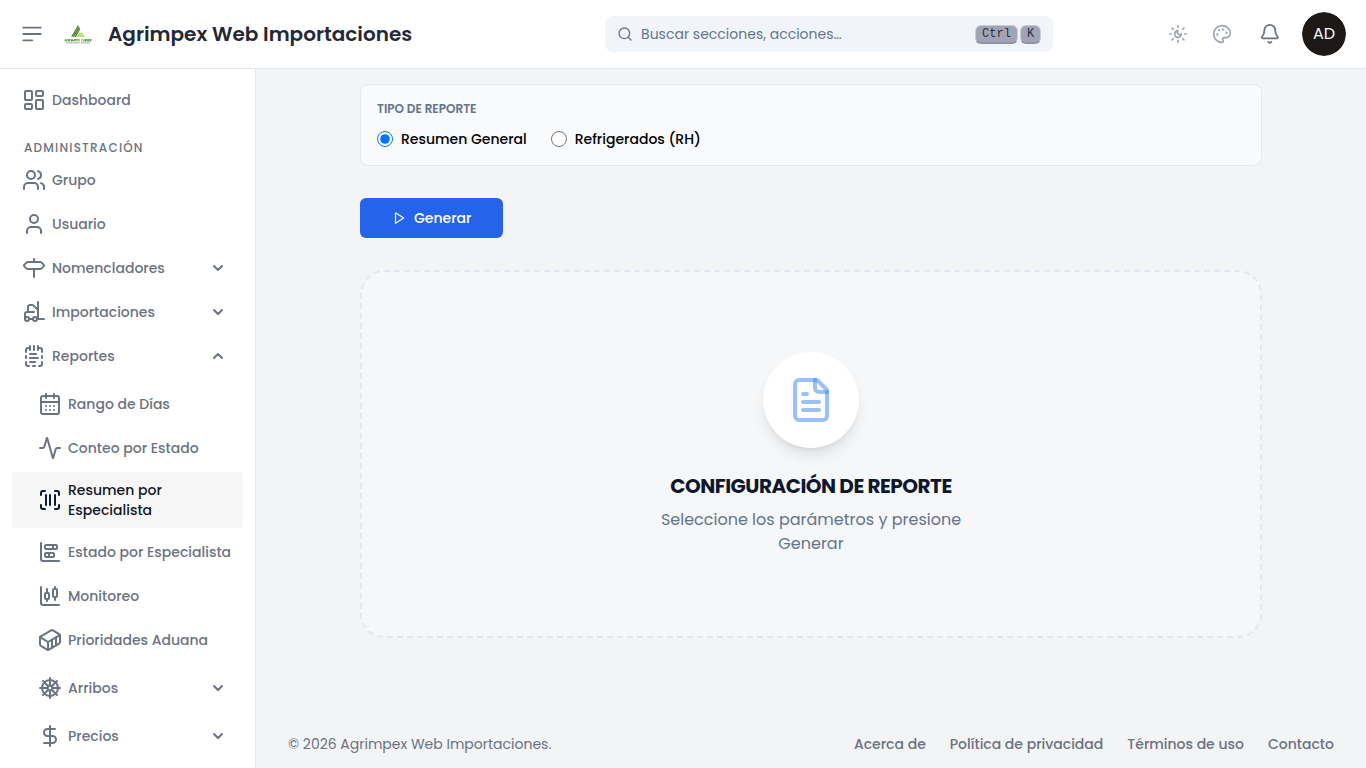 Agrimpex Web Importaciones
Buscar secciones, acciones...
Ctrl K
AD
Dashboard
ADMINISTRACIÓN
Grupo
Usuario
Nomencladores
Importaciones
Reportes
Rango de Días
Conteo por Estado
Resumen por
Especialista
Estado por Especialista
Monitoreo
Prioridades Aduana
Arribos
Precios
TIPO DE REPORTE
Resumen General
Refrigerados (RH)
Generar
CONFIGURACIÓN DE REPORTE
Seleccione los parámetros y presione
Generar
© 2026 Agrimpex Web Importaciones.
Acerca de
Política de privacidad
Términos de uso
Contacto